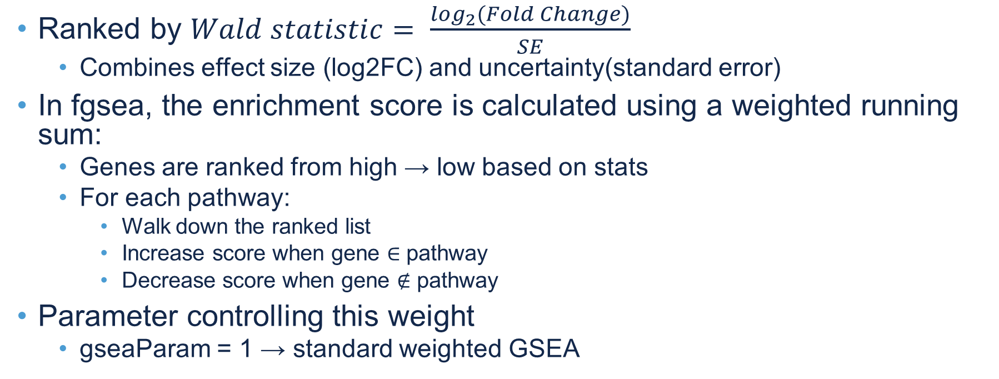 • Ranked by Wald statistic = log₂(Fold Change) / SE
• Combines effect size (log2FC) and uncertainty(standard error)
• In fgsea, the enrichment score is calculated using a weighted running
sum:
• Genes are ranked from high → low based on stats
• For each pathway:
• Walk down the ranked list
• Increase score when gene ∈ pathway
• Decrease score when gene ∉ pathway
• Parameter controlling this weight
• gseaParam = 1 → standard weighted GSEA